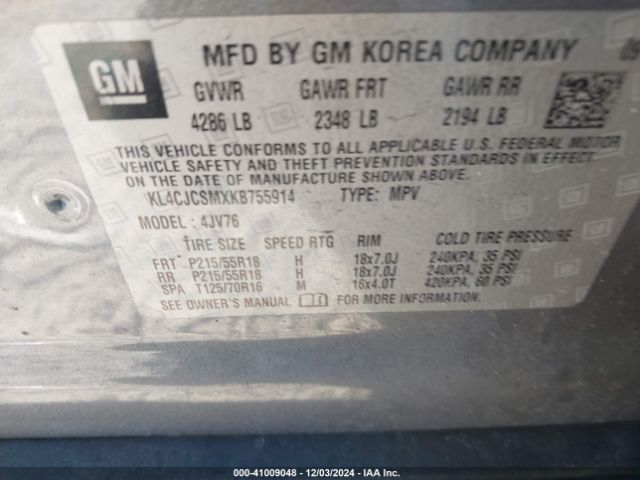 GM
MFD BY GM KOREA COMPANY
GVWR GAWR FRT GAWR RR
4286 LB 2348 LB 2194 LB
THIS VEHICLE CONFORMS TO ALL APPLICABLE U.S. FEDERAL MOTOR
VEHICLE SAFETY AND THEFT PREVENTION STANDARDS IN EFFECT
ON THE DATE OF MANUFACTURE SHOWN ABOVE.
KL4CJCSMXKB755914 TYPE: MPV
MODEL: 4JV76
TIRE SIZE SPEED RTG RIM COLD TIRE PRESSURE
FRT P215/55R18 H 18x7.0J 240KPA, 35 PSI
RR P215/55R18 H 18x7.0J 240KPA, 35 PSI
SPA T125/70R16 M 16x4.0T 420KPA, 60 PSI
SEE OWNER'S MANUAL FOR MORE INFORMATION.
000-41009048 - 12/03/2024 - IAA Inc.